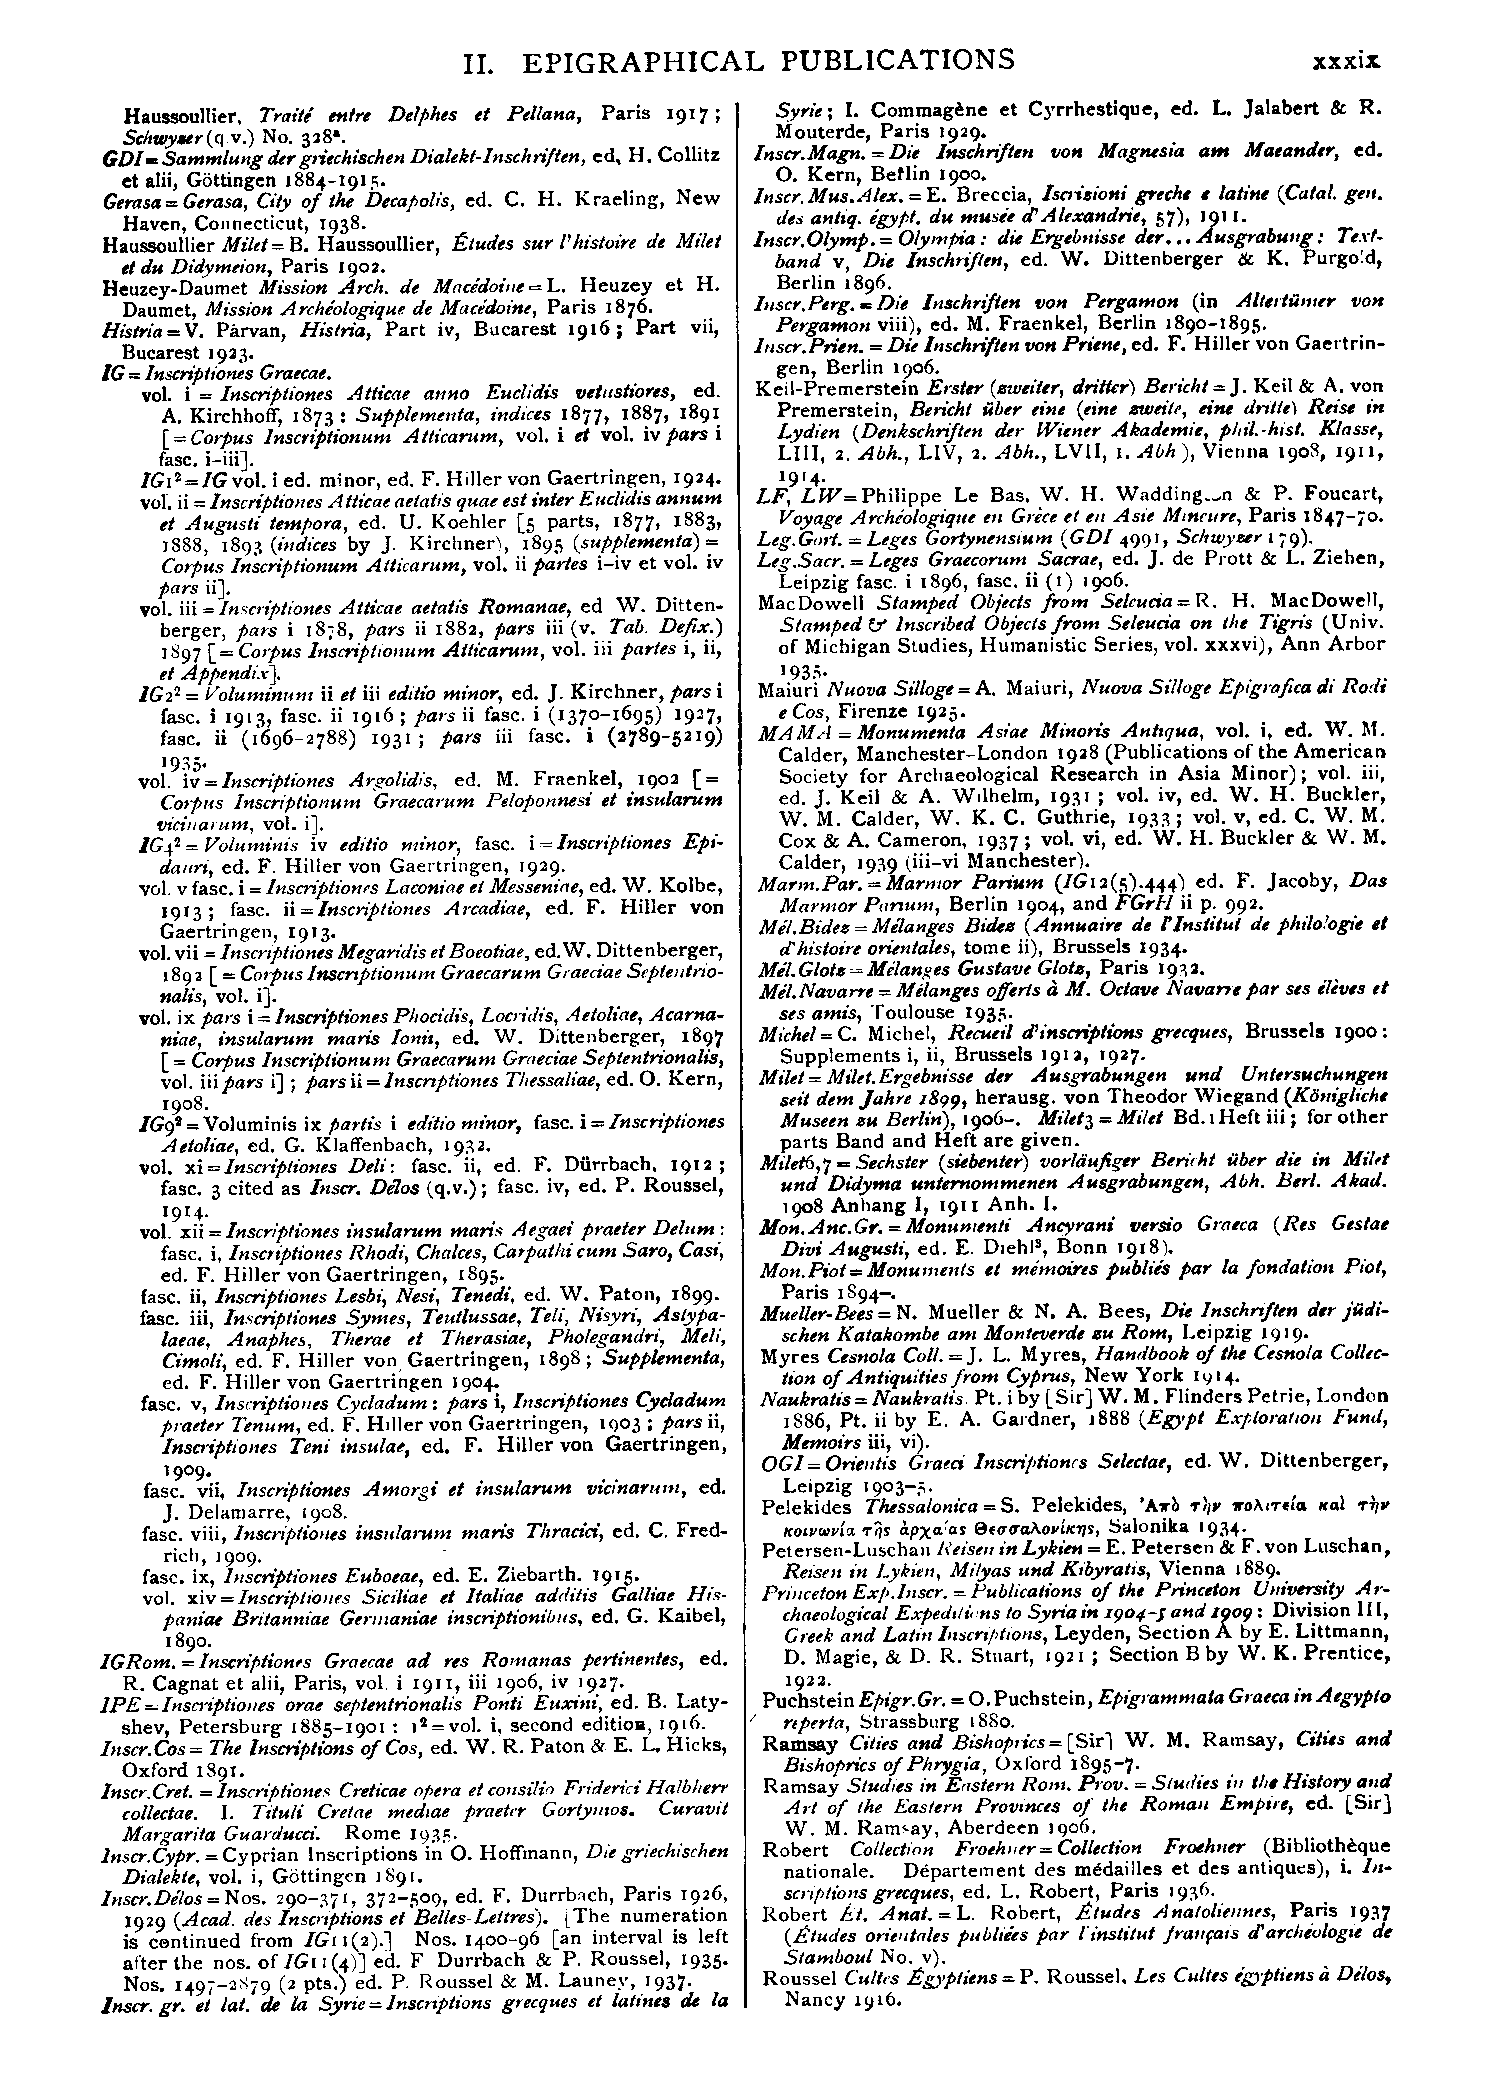 II. EPIGRAPHICAL PUBLICATIONS xxxix
Haussoullier, Traité entre Delphes et Pellana, Paris 1917;
Schwyzer (q.v.) No. 328ᵃ.
GDI = Sammlung der griechischen Dialekt-Inschriften, ed, H. Collitz
et alii, Göttingen 1884-1915.
Gerasa = Gerasa, City of the Decapolis, ed. C. H. Kraeling, New
Haven, Connecticut, 1938.
Haussoullier Milet = B. Haussoullier, Études sur l'histoire de Milet
et du Didymeion, Paris 1902.
Heuzey-Daumet Mission Arch. de Macédoine = L. Heuzey et H.
Daumet, Mission Archéologique de Macédoine, Paris 1876.
Histria = V. Pârvan, Histria, Part iv, Bucarest 1916; Part vii,
Bucarest 1923.
IG = Inscriptiones Graecae.
vol. i = Inscriptiones Atticae anno Euclidis vetustiores, ed.
A. Kirchhoff, 1873: Supplementa, indices 1877, 1887, 1891
[= Corpus Inscriptionum Atticarum, vol. i et vol. iv pars i
fasc. i-iii].
IG1² = IG vol. i ed. minor, ed. F. Hiller von Gaertringen, 1924.
vol. ii = Inscriptiones Atticae aetatis quae est inter Euclidis annum
et Augusti tempora, ed. U. Koehler [5 parts, 1877, 1883,
1888, 1893 (indices by J. Kirchner), 1895 (supplementa) =
Corpus Inscriptionum Atticarum, vol. ii partes i-iv et vol. iv
pars ii].
vol. iii = Inscriptiones Atticae aetatis Romanae, ed W. Ditten-
berger, pars i 1878, pars ii 1882, pars iii (v. Tab. Defix.)
1897 [= Corpus Inscriptionum Atticarum, vol. iii partes i, ii,
et Appendix].
IG2² = Voluminum ii et iii editio minor, ed. J. Kirchner, pars i
fasc. i 1913, fasc. ii 1916; pars ii fasc. i (1370-1695) 1927,
fasc. ii (1696-2788) 1931; pars iii fasc. i (2789-5219)
1935.
vol. iv = Inscriptiones Argolidis, ed. M. Fraenkel, 1902 [=
Corpus Inscriptionum Graecarum Peloponnesi et insularum
vicinarum, vol. i].
IG4² = Voluminis iv editio minor, fasc. i = Inscriptiones Epi-
dauri, ed. F. Hiller von Gaertringen, 1929.
vol. v fasc. i = Inscriptiones Laconiae et Messeniae, ed. W. Kolbe,
1913; fasc. ii = Inscriptiones Arcadiae, ed. F. Hiller von
Gaertringen, 1913.
vol. vii = Inscriptiones Megaridis et Boeotiae, ed. W. Dittenberger,
1892 [= Corpus Inscriptionum Graecarum Graeciae Septentrio-
nalis, vol. i].
vol. ix pars i = Inscriptiones Phocidis, Locridis, Aetoliae, Acarna-
niae, insularum maris Ionii, ed. W. Dittenberger, 1897
[= Corpus Inscriptionum Graecarum Graeciae Septentrionalis,
vol. iii pars i]; pars ii = Inscriptiones Thessaliae, ed. O. Kern,
1908.
IG9² = Voluminis ix partis i editio minor, fasc. i = Inscriptiones
Aetoliae, ed. G. Klaffenbach, 1932.
vol. xi = Inscriptiones Deli: fasc. ii, ed. F. Dürrbach, 1912;
fasc. 3 cited as Inscr. Délos (q.v.); fasc. iv, ed. P. Roussel,
1914.
vol. xii = Inscriptiones insularum maris Aegaei praeter Delum:
fasc. i, Inscriptiones Rhodi, Chalces, Carpathi cum Saro, Casi,
ed. F. Hiller von Gaertringen, 1895.
fasc. ii, Inscriptiones Lesbi, Nesi, Tenedi, ed. W. Paton, 1899.
fasc. iii, Inscriptiones Symes, Teutlussae, Teli, Nisyri, Astypa-
laeae, Anaphes, Therae et Therasiae, Pholegandri, Meli,
Cimoli, ed. F. Hiller von Gaertringen, 1898; Supplementa,
ed. F. Hiller von Gaertringen 1904.
fasc. v, Inscriptiones Cycladum: pars i, Inscriptiones Cycladum
praeter Tenum, ed. F. Hiller von Gaertringen, 1903; pars ii,
Inscriptiones Teni insulae, ed. F. Hiller von Gaertringen,
1909.
fasc. vii, Inscriptiones Amorgi et insularum vicinarum, ed.
J. Delamarre, 1908.
fasc. viii, Inscriptiones insularum maris Thracici, ed. C. Fred-
rich, 1909.
fasc. ix, Inscriptiones Euboeae, ed. E. Ziebarth. 1915.
vol. xiv = Inscriptiones Siciliae et Italiae additis Galliae His-
paniae Britanniae Germaniae inscriptionibus, ed. G. Kaibel,
1890.
IGRom. = Inscriptiones Graecae ad res Romanas pertinentes, ed.
R. Cagnat et alii, Paris, vol. i 1911, iii 1906, iv 1927.
IPE = Inscriptiones orae septentrionalis Ponti Euxini, ed. B. Laty-
shev, Petersburg 1885-1901: 1² = vol. i, second edition, 1916.
Inscr.Cos = The Inscriptions of Cos, ed. W. R. Paton & E. L. Hicks,
Oxford 1891.
Inscr.Cret. = Inscriptiones Creticae opera et consilio Friderici Halbherr
collectae. I. Tituli Cretae mediae praeter Gortynios. Curavit
Margarita Guarducci. Rome 1935.
Inscr.Cypr. = Cyprian Inscriptions in O. Hoffmann, Die griechischen
Dialekte, vol. i, Göttingen 1891.
Inscr.Délos = Nos. 290-371, 372-509, ed. F. Durrbach, Paris 1926,
1929 (Acad. des Inscriptions et Belles-Lettres). [The numeration
is continued from IG11(2).] Nos. 1400-96 [an interval is left
after the nos. of IG11(4)] ed. F Durrbach & P. Roussel, 1935.
Nos. 1497-2879 (2 pts.) ed. P. Roussel & M. Launey, 1937.
Inscr. gr. et lat. de la Syrie = Inscriptions grecques et latines de la
Syrie; I. Commagène et Cyrrhestique, ed. L. Jalabert & R.
Mouterde, Paris 1929.
Inscr.Magn. = Die Inschriften von Magnesia am Maeander, ed.
O. Kern, Berlin 1900.
Inscr.Mus.Alex. = E. Breccia, Iscrizioni greche e latine (Catal. gen.
des antiq. égypt. du musée d'Alexandrie, 57), 1911.
Inscr.Olymp. = Olympia: die Ergebnisse der... Ausgrabung: Text-
band v, Die Inschriften, ed. W. Dittenberger & K. Purgold,
Berlin 1896.
Inscr.Perg. = Die Inschriften von Pergamon (in Altertümer von
Pergamon viii), ed. M. Fraenkel, Berlin 1890-1895.
Inscr.Prien. = Die Inschriften von Priene, ed. F. Hiller von Gaertrin-
gen, Berlin 1906.
Keil-Premerstein Erster (zweiter, dritter) Bericht = J. Keil & A. von
Premerstein, Bericht über eine (eine zweite, eine dritte) Reise in
Lydien (Denkschriften der Wiener Akademie, phil.-hist. Klasse,
LIII, 2. Abh., LIV, 2. Abh., LVII, 1. Abh), Vienna 1908, 1911,
1914.
LF, LW = Philippe Le Bas, W. H. & P. Foucart,
Voyage Archéologique en Grèce et en Asie Mineure, Paris 1847-70.
Leg.Gort. = Leges Gortynensium (GDI 4991, Schwyzer 179).
Leg.Sacr. = Leges Graecorum Sacrae, ed. J. de Prott & L. Ziehen,
Leipzig fasc. i 1896, fasc. ii (1) 1906.
MacDowell Stamped Objects from Seleucia = R. H. MacDowell,
Stamped & Inscribed Objects from Seleucia on the Tigris (Univ.
of Michigan Studies, Humanistic Series, vol. xxxvi), Ann Arbor
1935.
Maiuri Nuova Silloge = A. Maiuri, Nuova Silloge Epigrafica di Rodi
e Cos, Firenze 1925.
MAMA = Monumenta Asiae Minoris Antiqua, vol. i, ed. W. M.
Calder, Manchester-London 1928 (Publications of the American
Society for Archaeological Research in Asia Minor); vol. iii,
ed. J. Keil & A. Wilhelm, 1931; vol. iv, ed. W. H. Buckler,
W. M. Calder, W. K. C. Guthrie, 1933; vol. v, ed. C. W. M.
Cox & A. Cameron, 1937; vol. vi, ed. W. H. Buckler & W. M.
Calder, 1939 (iii-vi Manchester).
Marm.Par. = Marmor Parium (IG12(5).444) ed. F. Jacoby, Das
Marmor Parium, Berlin 1904, and FGrH ii p. 992.
Mél.Bidez = Mélanges Bidez (Annuaire de l'Institut de philologie et
d'histoire orientales, tome ii), Brussels 1934.
Mél.Glotz = Mélanges Gustave Glotz, Paris 1932.
Mél.Navarre = Mélanges offerts à M. Octave Navarre par ses élèves et
ses amis, Toulouse 1935.
Michel = C. Michel, Recueil d'inscriptions grecques, Brussels 1900:
Supplements i, ii, Brussels 1912, 1927.
Milet = Milet.Ergebnisse der Ausgrabungen und Untersuchungen
seit dem Jahre 1899, herausg. von Theodor Wiegand (Königliche
Museen zu Berlin), 1906-. Milet3 = Milet Bd.1 Heft iii; for other
parts Band and Heft are given.
Milet6,7 = Sechster (siebenter) vorläufiger Bericht über die in Milet
und Didyma unternommenen Ausgrabungen, Abh. Berl. Akad.
1908 Anhang I, 1911 Anh. I.
Mon.Anc.Gr. = Monumenti Ancyrani versio Graeca (Res Gestae
Divi Augusti, ed. E. Diehl³, Bonn 1918).
Mon.Piot = Monuments et mémoires publiés par la fondation Piot,
Paris 1894-.
Mueller-Bees = N. Mueller & N. A. Bees, Die Inschriften der jüdi-
schen Katakombe am Monteverde zu Rom, Leipzig 1919.
Myres Cesnola Coll. = J. L. Myres, Handbook of the Cesnola Collec-
tion of Antiquities from Cyprus, New York 1914.
Naukratis = Naukratis. Pt. i by [Sir] W. M. Flinders Petrie, London
1886, Pt. ii by E. A. Gardner, 1888 (Egypt Exploration Fund,
Memoirs iii, vi).
OGI = Orientis Graeci Inscriptiones Selectae, ed. W. Dittenberger,
Leipzig 1903-5.
Pelekides Thessalonica = S. Pelekides, Ἀπὸ τὴν πολιτεία καὶ τὴν
κοινωνία τῆς ἀρχαίας Θεσσαλονίκης, Salonika 1934.
Petersen-Luschan Reisen in Lykien = E. Petersen & F. von Luschan,
Reisen in Lykien, Milyas und Kibyratis, Vienna 1889.
Princeton Exp.Inscr. = Publications of the Princeton University Ar-
chaeological Expeditions to Syria in 1904-5 and 1909: Division III,
Greek and Latin Inscriptions, Leyden, Section A by E. Littmann,
D. Magie, & D. R. Stuart, 1921; Section B by W. K. Prentice,
1922.
Puchstein Epigr.Gr. = O. Puchstein, Epigrammata Graeca in Aegypto
reperta, Strassburg 1880.
Ramsay Cities and Bishoprics = [Sir] W. M. Ramsay, Cities and
Bishoprics of Phrygia, Oxford 1895-7.
Ramsay Studies in Eastern Rom. Prov. = Studies in the History and
Art of the Eastern Provinces of the Roman Empire, ed. [Sir]
W. M. Ramsay, Aberdeen 1906.
Robert Collection Froehner = Collection Froehner (Bibliothèque
nationale. Département des médailles et des antiques), i. In-
scriptions grecques, ed. L. Robert, Paris 1936.
Robert Ét. Anat. = L. Robert, Études Anatoliennes, Paris 1937
(Études orientales publiées par l'institut français d'archéologie de
Stamboul No. v).
Roussel Cultes Égyptiens = P. Roussel, Les Cultes égyptiens à Délos,
Nancy 1916.